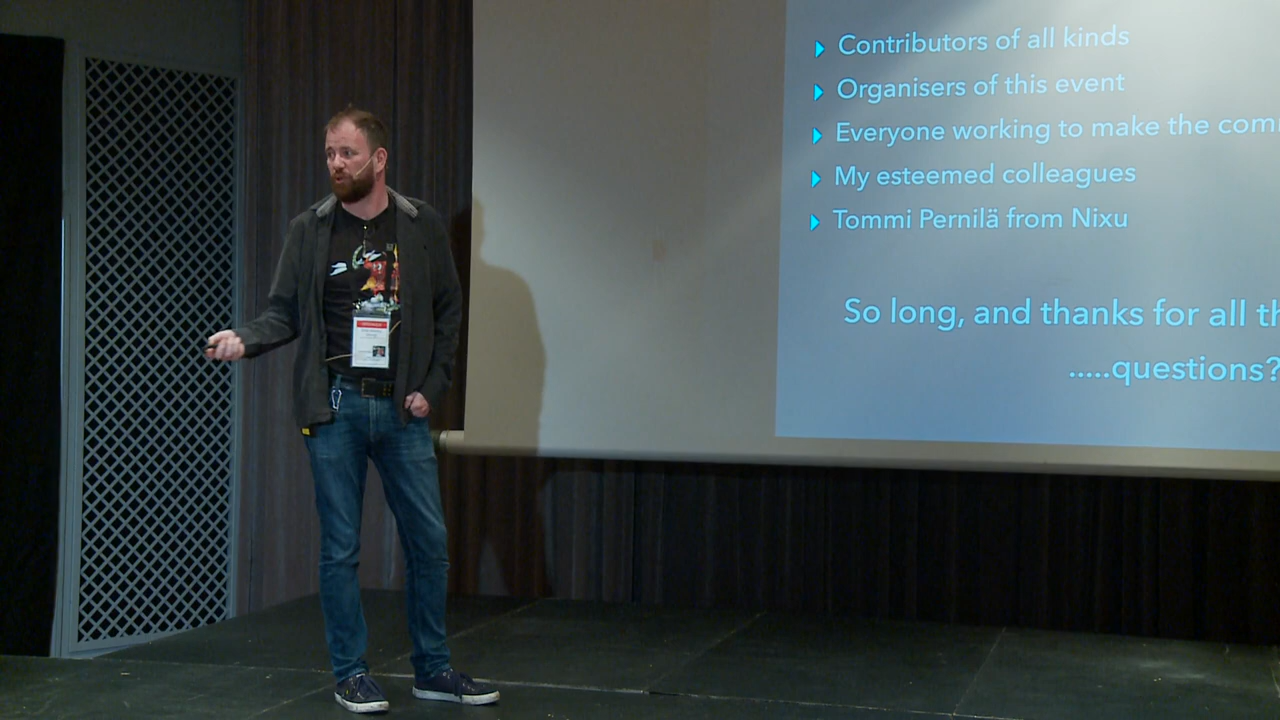 Contributors of all kinds
Organisers of this event
Everyone working to make the com
My esteemed colleagues
Tommi Pernilä from Nixu
So long, and thanks for all th
.....questions?